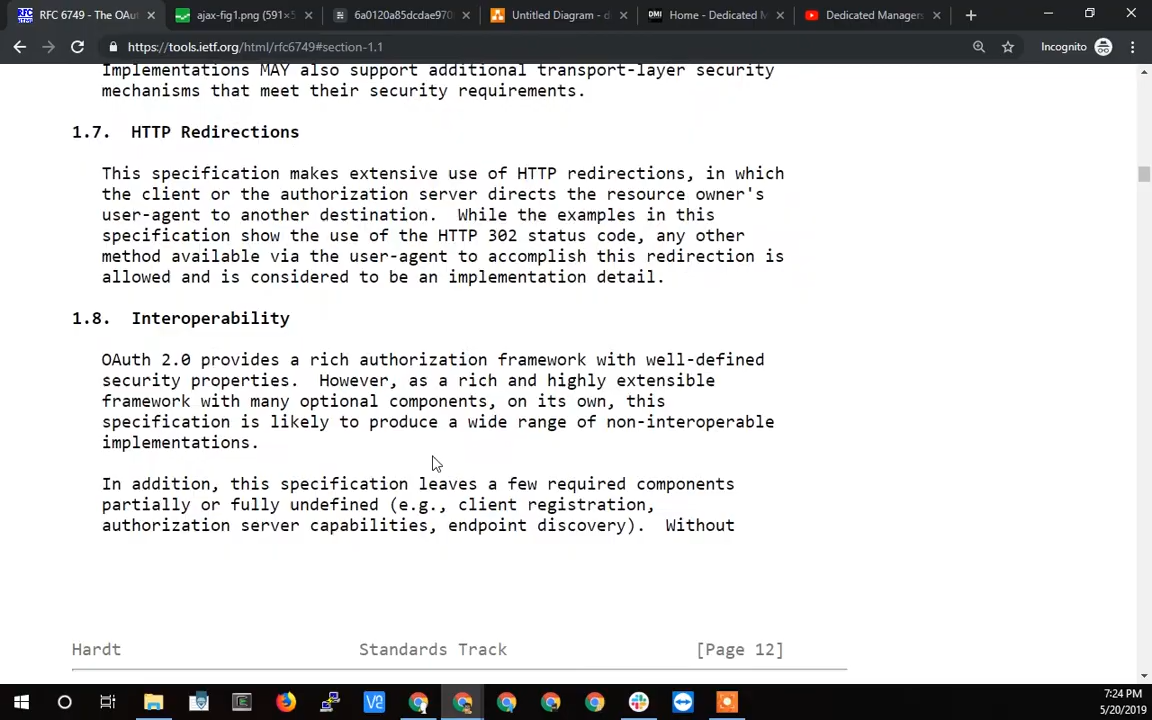 RFC 6749 - The OAut
ajax-fig1.png (591×5
6a0120a85dcdae970
Untitled Diagram - d
Home - Dedicated M
Dedicated Managers
https://tools.ietf.org/html/rfc6749#section-1.1
Incognito
Implementations MAY also support additional transport-layer security
mechanisms that meet their security requirements.
1.7. HTTP Redirections
This specification makes extensive use of HTTP redirections, in which
the client or the authorization server directs the resource owner's
user-agent to another destination. While the examples in this
specification show the use of the HTTP 302 status code, any other
method available via the user-agent to accomplish this redirection is
allowed and is considered to be an implementation detail.
1.8. Interoperability
OAuth 2.0 provides a rich authorization framework with well-defined
security properties. However, as a rich and highly extensible
framework with many optional components, on its own, this
specification is likely to produce a wide range of non-interoperable
implementations.
In addition, this specification leaves a few required components
partially or fully undefined (e.g., client registration,
authorization server capabilities, endpoint discovery). Without
Hardt Standards Track [Page 12]
7:24 PM
5/20/2019